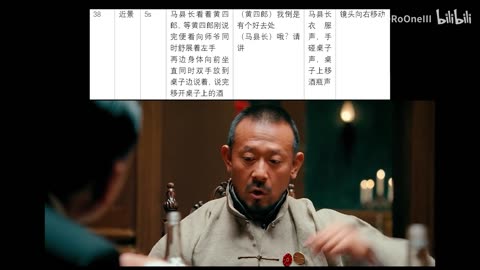 RoOneIII bilibili
38 近景 5s 马县长看着黄四 （黄四郎）我倒是 马县长 镜头向右移动
郎，等黄四郎刚说 有个好去处 衣服
完便看向师爷同 （马县长）哦？请 声，手
时舒展着左手 讲 碰桌子
再边身体向前坐 声，桌
直同时双手放到 子上移
桌子边说着，说完 酒瓶声
移开桌子上的酒